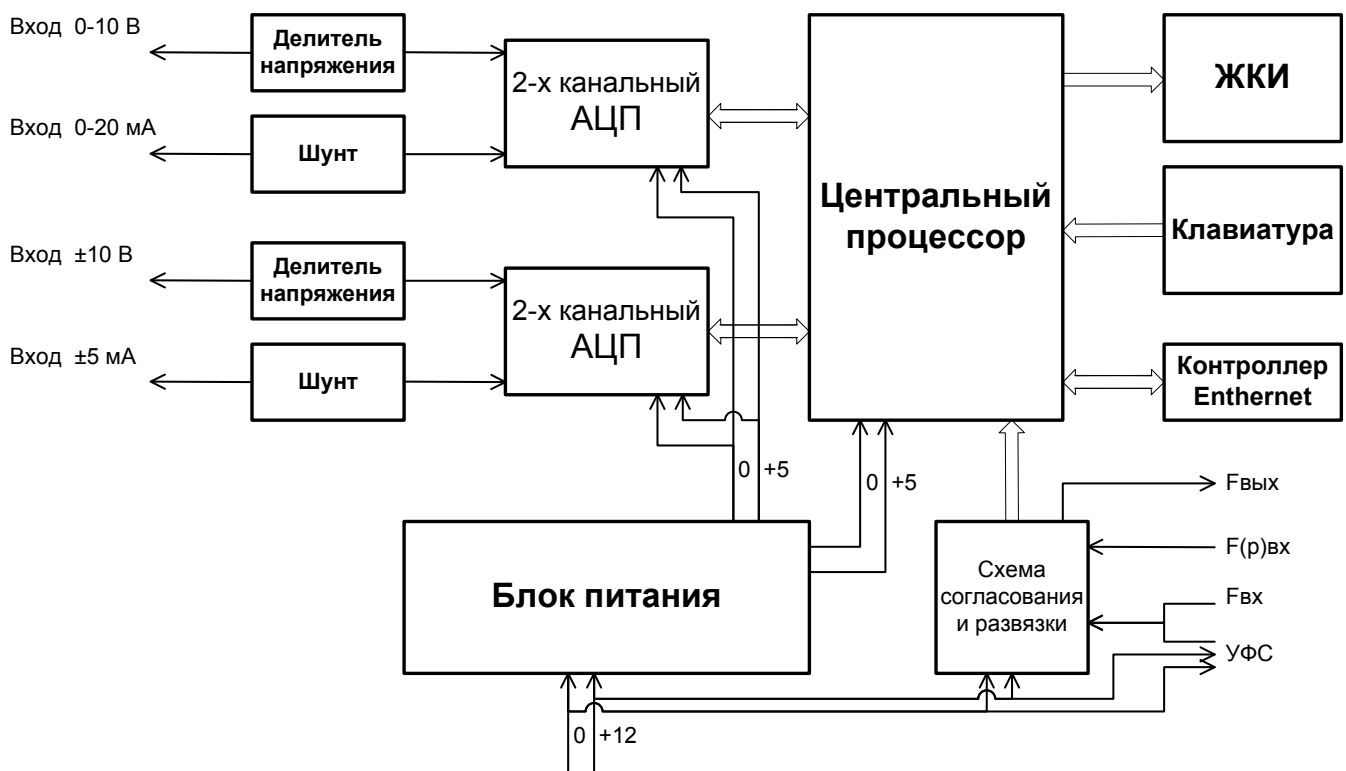 Вход 0-10 В
Делитель
напряжения
2-х канальный
АЦП
Вход 0-20 мА
Шунт
Вход ±10 В
Делитель
напряжения
2-х канальный
АЦП
Вход ±5 мА
Шунт
Центральный
процессор
ЖКИ
Клавиатура
Контроллер
Enthernet
0 +5
0 +5
Блок питания
Схема
согласования
и развязки
Fвых
F(р)вх
Fвх
УФС
0 +12